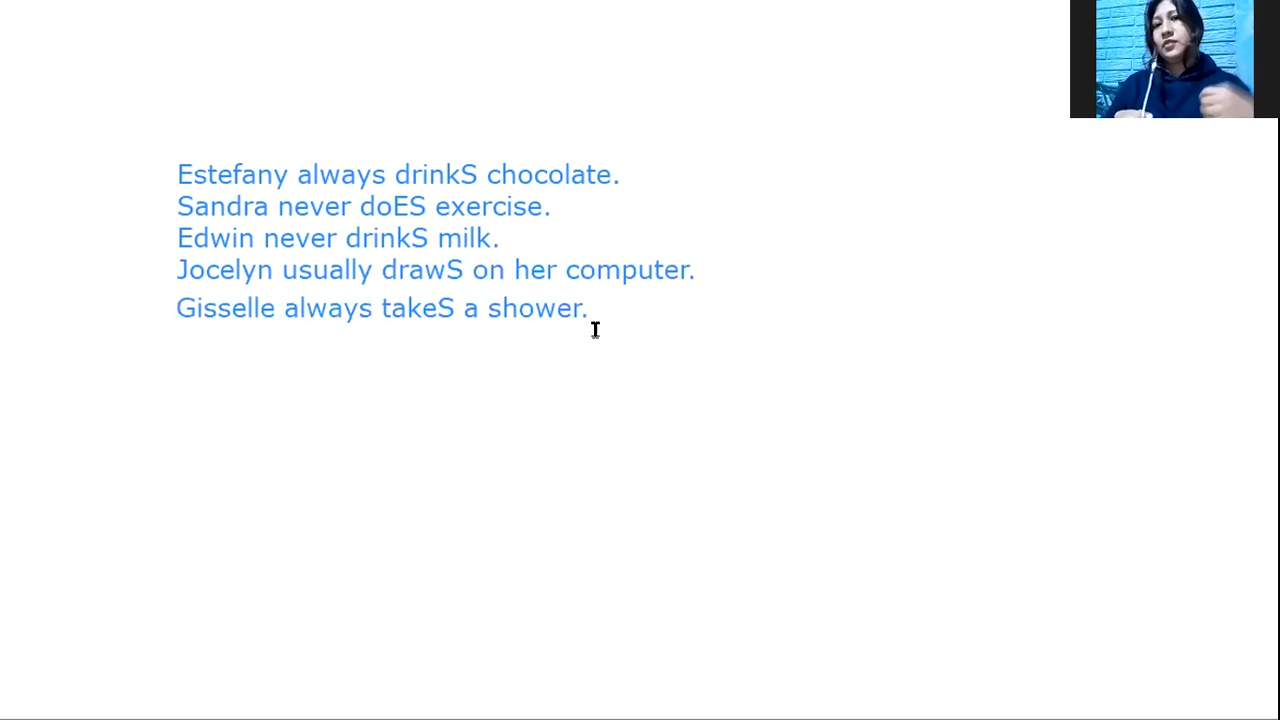 Estefany always drinkS chocolate.
Sandra never doES exercise.
Edwin never drinkS milk.
Jocelyn usually drawS on her computer.
Gisselle always takeS a shower.